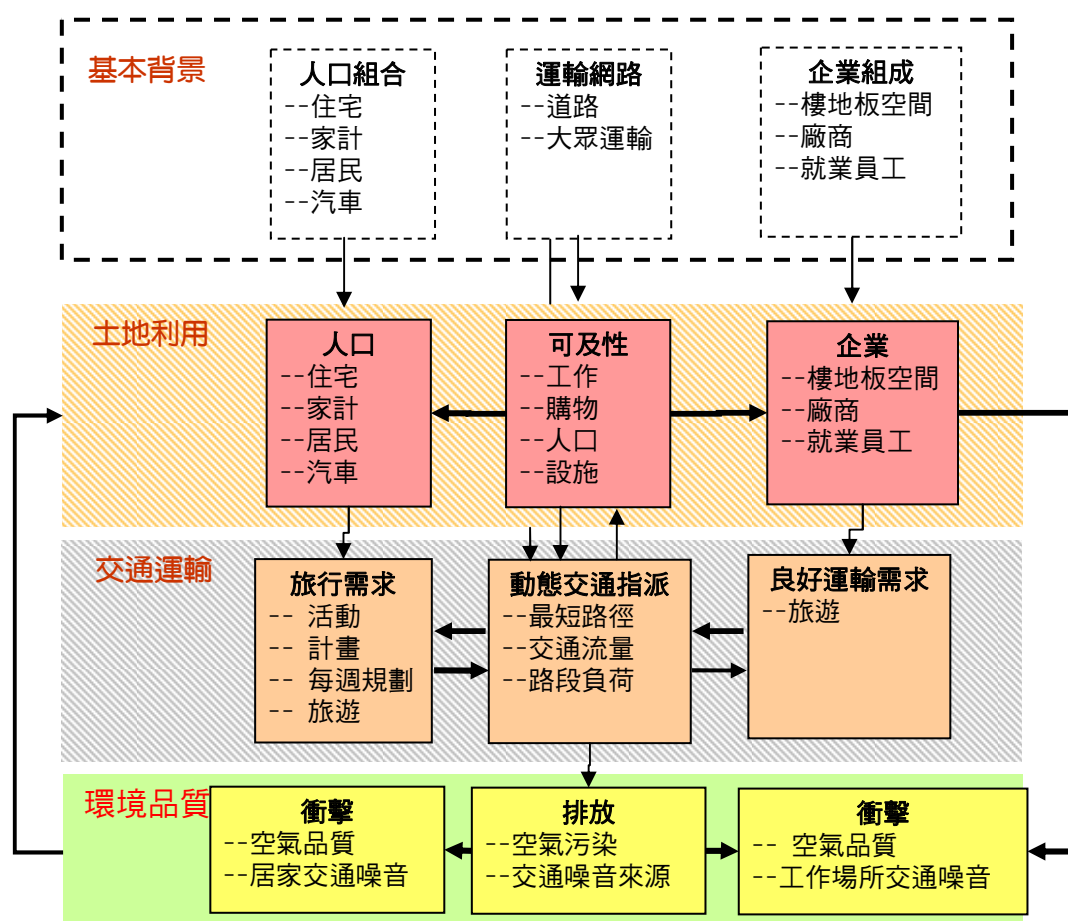 基本背景
人口組合
--住宅
--家計
--居民
--汽車
運輸網路
--道路
--大眾運輸
企業組成
--樓地板空間
--廠商
--就業員工
土地利用
人口
--住宅
--家計
--居民
--汽車
可及性
--工作
--購物
--人口
--設施
企業
--樓地板空間
--廠商
--就業員工
交通運輸
旅行需求
-- 活動
-- 計畫
-- 每週規劃
-- 旅遊
動態交通指派
--最短路徑
--交通流量
--路段負荷
良好運輸需求
--旅遊
環境品質
衝擊
--空氣品質
--居家交通噪音
排放
--空氣污染
--交通噪音來源
衝擊
-- 空氣品質
--工作場所交通噪音